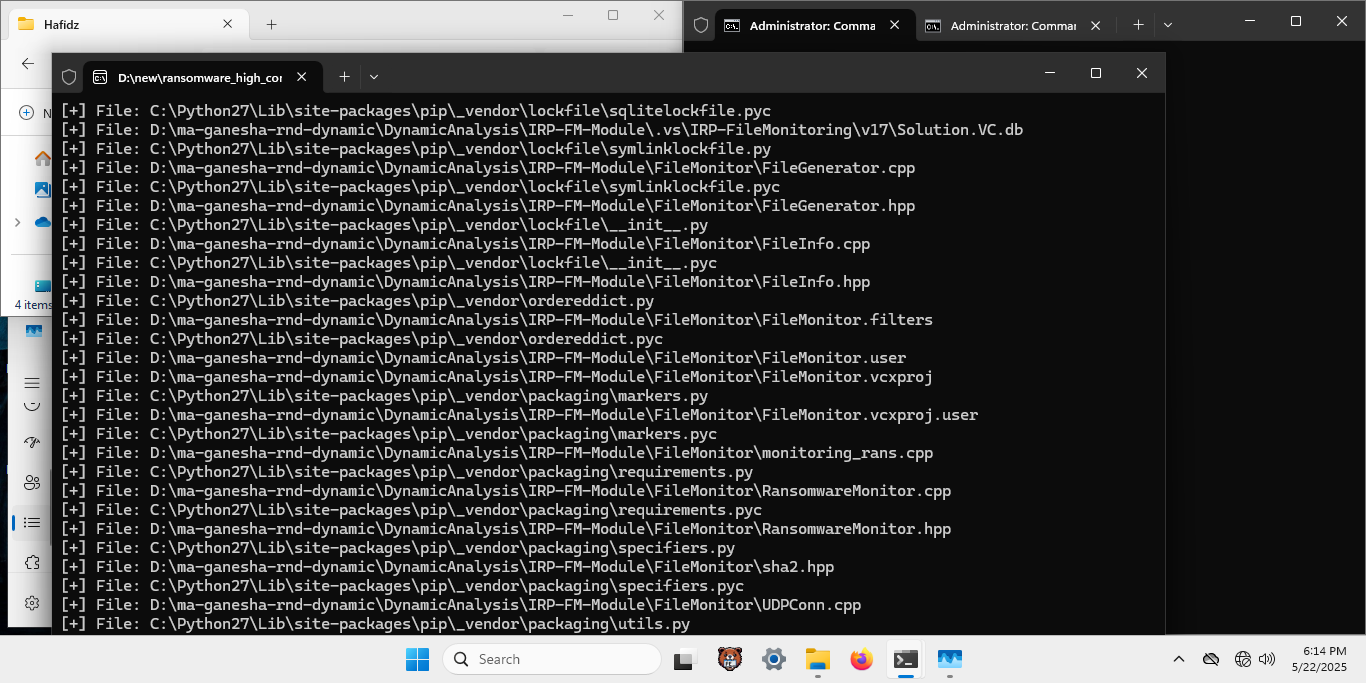 Hafidz
Administrator: Comma
Administrator: Commar
D:\new\ransomware_high_cor
N
4 items
[+] File: C:\Python27\Lib\site-packages\pip\_vendor\lockfile\sqlitelockfile.pyc
[+] File: D:\ma-ganesha-rnd-dynamic\DynamicAnalysis\IRP-FM-Module\.vs\IRP-FileMonitoring\v17\Solution.VC.db
[+] File: C:\Python27\Lib\site-packages\pip\_vendor\lockfile\symlinklockfile.py
[+] File: D:\ma-ganesha-rnd-dynamic\DynamicAnalysis\IRP-FM-Module\FileMonitor\FileGenerator.cpp
[+] File: C:\Python27\Lib\site-packages\pip\_vendor\lockfile\symlinklockfile.pyc
[+] File: D:\ma-ganesha-rnd-dynamic\DynamicAnalysis\IRP-FM-Module\FileMonitor\FileGenerator.hpp
[+] File: C:\Python27\Lib\site-packages\pip\_vendor\lockfile\__init__.py
[+] File: D:\ma-ganesha-rnd-dynamic\DynamicAnalysis\IRP-FM-Module\FileMonitor\FileInfo.cpp
[+] File: C:\Python27\Lib\site-packages\pip\_vendor\lockfile\__init__.pyc
[+] File: D:\ma-ganesha-rnd-dynamic\DynamicAnalysis\IRP-FM-Module\FileMonitor\FileInfo.hpp
[+] File: C:\Python27\Lib\site-packages\pip\_vendor\ordereddict.py
[+] File: D:\ma-ganesha-rnd-dynamic\DynamicAnalysis\IRP-FM-Module\FileMonitor\FileMonitor.filters
[+] File: C:\Python27\Lib\site-packages\pip\_vendor\ordereddict.pyc
[+] File: D:\ma-ganesha-rnd-dynamic\DynamicAnalysis\IRP-FM-Module\FileMonitor\FileMonitor.user
[+] File: D:\ma-ganesha-rnd-dynamic\DynamicAnalysis\IRP-FM-Module\FileMonitor\FileMonitor.vcxproj
[+] File: C:\Python27\Lib\site-packages\pip\_vendor\packaging\markers.py
[+] File: D:\ma-ganesha-rnd-dynamic\DynamicAnalysis\IRP-FM-Module\FileMonitor\FileMonitor.vcxproj.user
[+] File: C:\Python27\Lib\site-packages\pip\_vendor\packaging\markers.pyc
[+] File: D:\ma-ganesha-rnd-dynamic\DynamicAnalysis\IRP-FM-Module\FileMonitor\monitoring_rans.cpp
[+] File: C:\Python27\Lib\site-packages\pip\_vendor\packaging\requirements.py
[+] File: D:\ma-ganesha-rnd-dynamic\DynamicAnalysis\IRP-FM-Module\FileMonitor\RansomwareMonitor.cpp
[+] File: C:\Python27\Lib\site-packages\pip\_vendor\packaging\requirements.pyc
[+] File: D:\ma-ganesha-rnd-dynamic\DynamicAnalysis\IRP-FM-Module\FileMonitor\RansomwareMonitor.hpp
[+] File: C:\Python27\Lib\site-packages\pip\_vendor\packaging\specifiers.py
[+] File: D:\ma-ganesha-rnd-dynamic\DynamicAnalysis\IRP-FM-Module\FileMonitor\sha2.hpp
[+] File: C:\Python27\Lib\site-packages\pip\_vendor\packaging\specifiers.pyc
[+] File: D:\ma-ganesha-rnd-dynamic\DynamicAnalysis\IRP-FM-Module\FileMonitor\UDPConn.cpp
[+] File: C:\Python27\Lib\site-packages\pip\_vendor\packaging\utils.py
Search
6:14 PM
5/22/2025